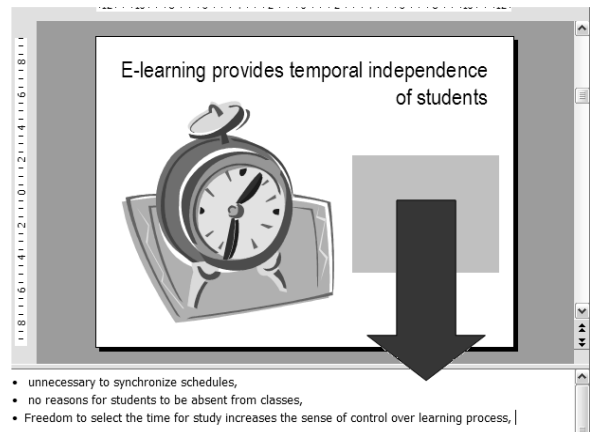 E-learning provides temporal independence
of students
• unnecessary to synchronize schedules,
• no reasons for students to be absent from classes,
• Freedom to select the time for study increases the sense of control over learning process,